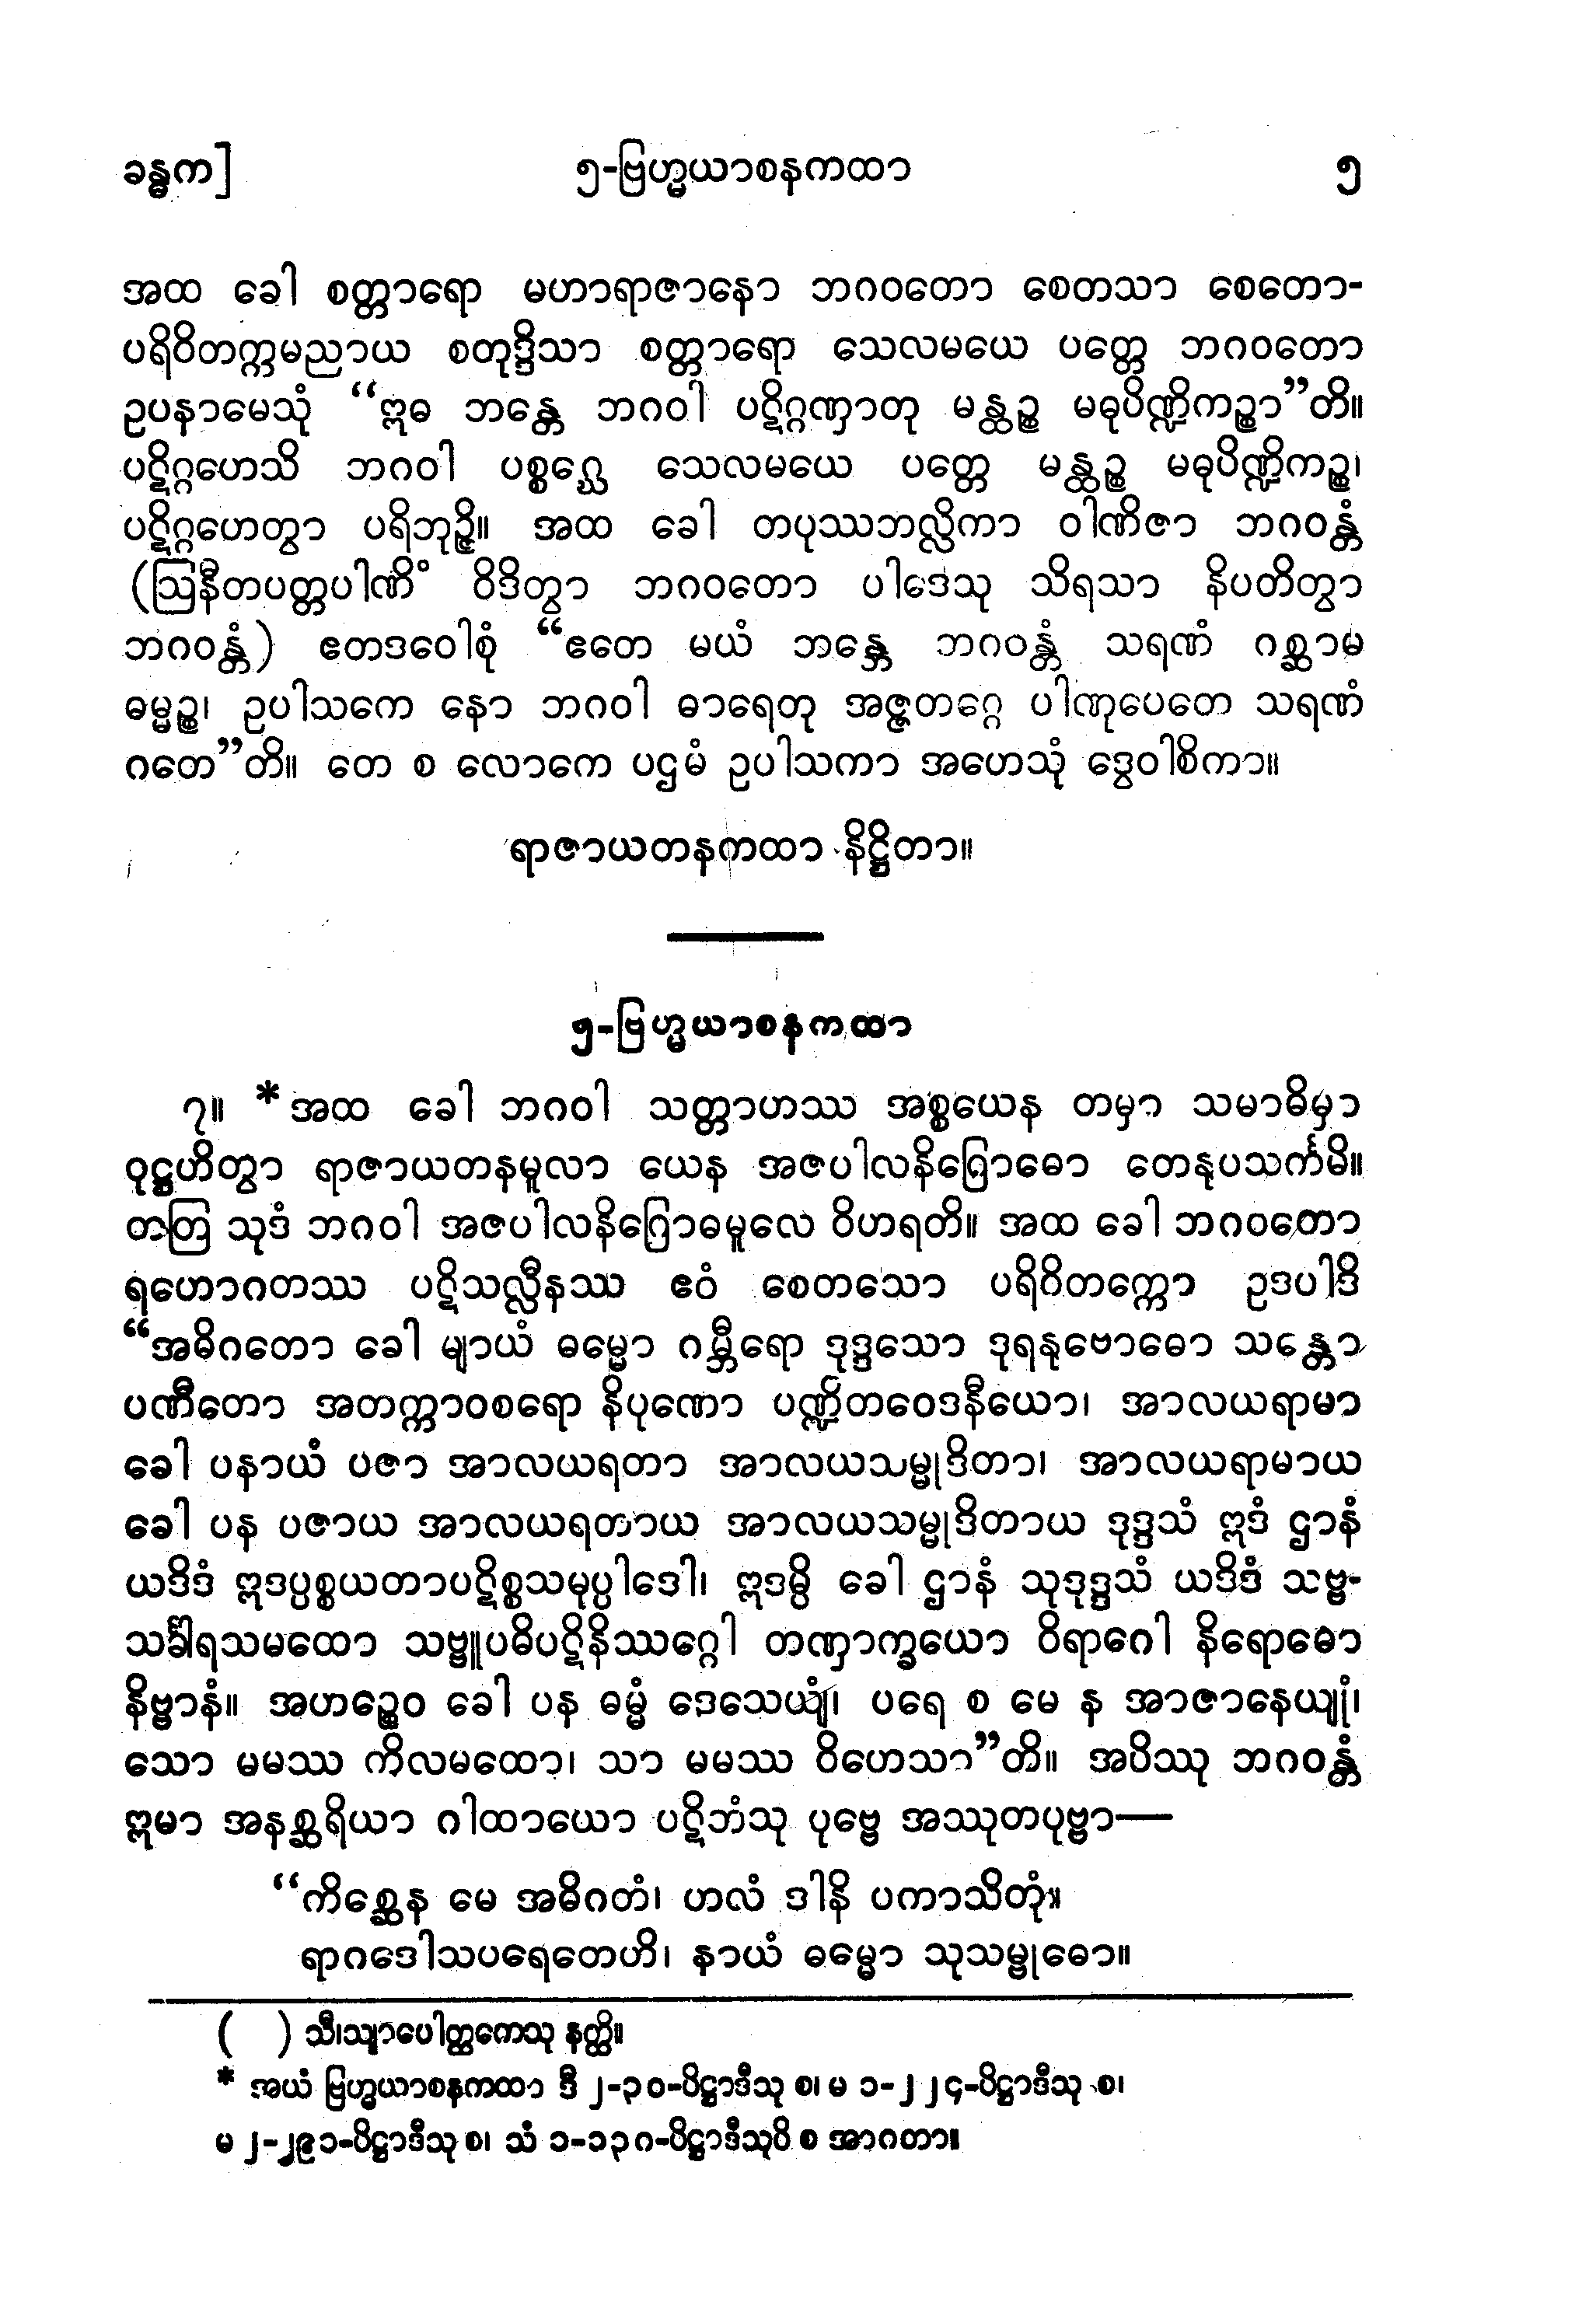 ခန္ဓက] ၅-ဗြဟ္မယာစနကထာ ၅
အထ ခေါ စတ္တာရော မဟာရာဇာနော ဘဂဝတော စေတသာ စေတော-
ပရိဝိတက္ကမညာယ စတုဒ္ဒိသာ စတ္တာရော သေလမယေ ပတ္တေ ဘဂဝတော
ဥပနာမေသုံ “ဣဓ ဘန္တေ ဘဂဝါ ပဋိဂ္ဂဏှာတု မန္ထဉ္စ မဓုပိဏ္ဍိကဉ္စာ”တိ။
ပဋိဂ္ဂဟေသိ ဘဂဝါ ပစ္စဂ္ဃေ သေလမယေ ပတ္တေ မန္ထဉ္စ မဓုပိဏ္ဍိကဉ္စ၊
ပဋိဂ္ဂဟေတွာ ပရိဘုဉ္ဇိ။ အထ ခေါ တပုဿဘလ္လိကာ ဝါဏိဇာ ဘဂဝန္တံ
(ဩနီတပတ္တပါဏိံ ဝိဒိတွာ ဘဂဝတော ပါဒေသု သိရသာ နိပတိတွာ
ဘဂဝန္တံ) ဧတဒဝေါစုံ “ဧတေ မယံ ဘန္တေ ဘဂဝန္တံ သရဏံ ဂစ္ဆာမ
ဓမ္မဉ္စ၊ ဥပါသကေ နော ဘဂဝါ ဓာရေတု အဇ္ဇတဂ္ဂေ ပါဏုပေတေ သရဏံ
ဂတေ”တိ။ တေ စ လောကေ ပဌမံ ဥပါသကာ အဟေသုံ ဒွေဝါစိကာ။
ရာဇာယတနကထာ နိဋ္ဌိတာ။
၅-ဗြဟ္မယာစနကထာ
၇။ *အထ ခေါ ဘဂဝါ သတ္တာဟဿ အစ္စယေန တမှာ သမာဓိမှာ
ဝုဋ္ဌဟိတွာ ရာဇာယတနမူလာ ယေန အဇပါလနိဂြောဓော တေနုပသင်္ကမိ။
တတြ သုဒံ ဘဂဝါ အဇပါလနိဂြောဓမူလေ ဝိဟရတိ။ အထ ခေါ ဘဂဝတော
ရဟောဂတဿ ပဋိသလ္လီနဿ ဧဝံ စေတသော ပရိဝိတက္ကော ဥဒပါဒိ
“အဓိဂတော ခေါ မျာယံ ဓမ္မော ဂမ္ဘီရော ဒုဒ္ဒသော ဒုရနုဗောဓော သန္တော
ပဏီတော အတက္ကာဝစရော နိပုဏော ပဏ္ဍိတဝေဒနီယော၊ အာလယရာမာ
ခေါ ပနာယံ ပဇာ အာလယရတာ အာလယသမ္မုဒိတာ၊ အာလယရာမာယ
ခေါ ပန ပဇာယ အာလယရတာယ အာလယသမ္မုဒိတာယ ဒုဒ္ဒသံ ဣဒံ ဌာနံ
ယဒိဒံ ဣဒပ္ပစ္စယတာပဋိစ္စသမုပ္ပါဒေါ၊ ဣဒမ္ပိ ခေါ ဌာနံ သုဒုဒ္ဒသံ ယဒိဒံ သဗ္ဗ-
သင်္ခါရသမထော သဗ္ဗူပဓိပဋိနိဿဂ္ဂေါ တဏှာက္ခယော ဝိရာဂေါ နိရောဓော
နိဗ္ဗာနံ။ အဟဉ္စေဝ ခေါ ပန ဓမ္မံ ဒေသေယျံ၊ ပရေ စ မေ န အာဇာနေယျုံ၊
သော မမဿ ကိလမထော၊ သာ မမဿ ဝိဟေသာ”တိ။ အပိဿု ဘဂဝန္တံ
ဣမာ အနစ္ဆရိယာ ဂါထာယော ပဋိဘံသု ပုဗ္ဗေ အဿုတပုဗ္ဗာ—
“ကိစ္ဆေန မေ အဓိဂတံ၊ ဟလံ ဒါနိ ပကာသိတုံ။
ရာဂဒေါသပရေတေဟိ၊ နာယံ ဓမ္မော သုသမ္ဗုဓော။
( ) သီ၊သျာပေါတ္ထကေသု နတ္ထိ။
* အယံ ဗြဟ္မယာစနကထာ ဒီ ၂-၃၀-ပိဋ္ဌာဒီသု စ၊ မ ၁-၂၂၄-ပိဋ္ဌာဒီသု စ၊
မ ၂-၂၉၁-ပိဋ္ဌာဒီသု စ၊ သံ ၁-၁၃၇-ပိဋ္ဌာဒီသုပိ စ အာဂတာ။